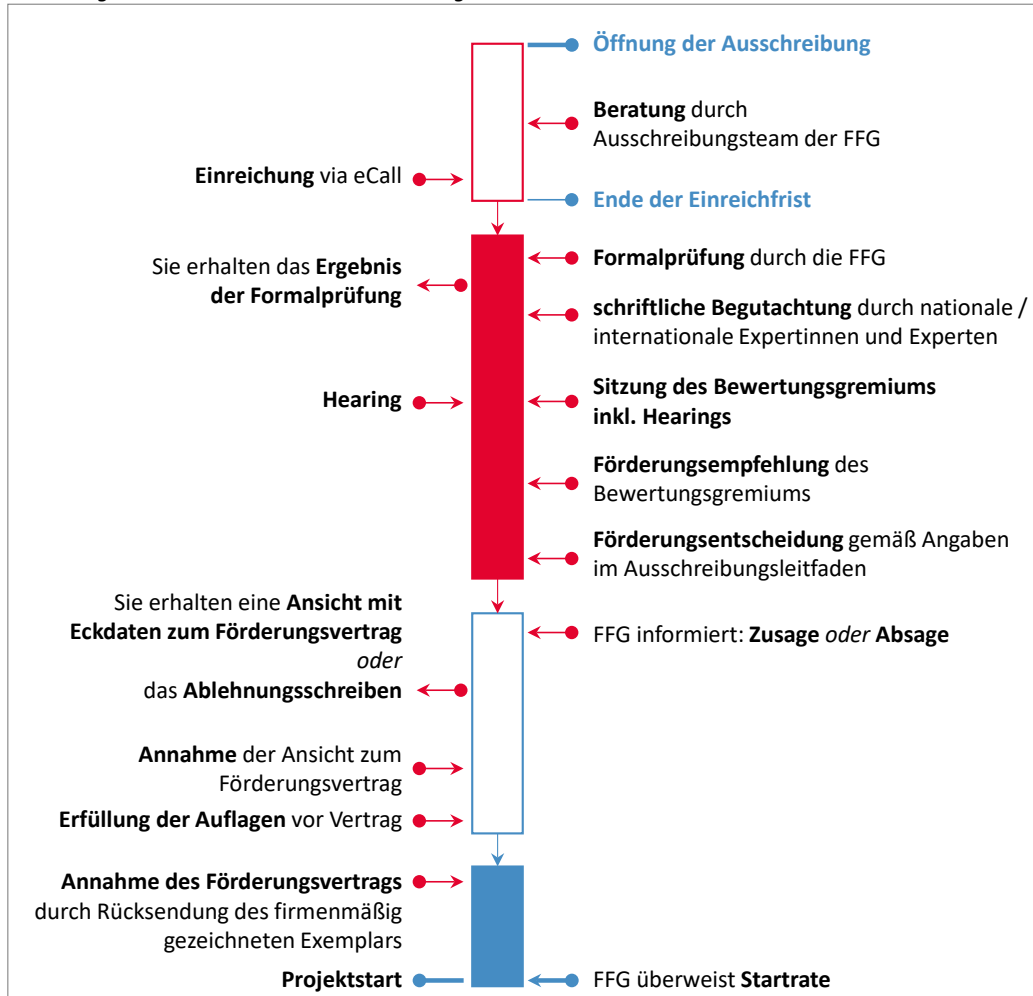 Öffnung der Ausschreibung
Beratung durch
Ausschreibungsteam der FFG
Einreichung via eCall
Ende der Einreichfrist
Formalprüfung durch die FFG
Sie erhalten das Ergebnis
der Formalprüfung
schriftliche Begutachtung durch nationale /
internationale Expertinnen und Experten
Hearing
Sitzung des Bewertungsgremiums
inkl. Hearings
Förderungsempfehlung des
Bewertungsgremiums
Förderungsentscheidung gemäß Angaben
im Ausschreibungsleitfaden
Sie erhalten eine Ansicht mit
Eckdaten zum Förderungsvertrag
oder
das Ablehnungsschreiben
FFG informiert: Zusage oder Absage
Annahme der Ansicht zum
Förderungsvertrag
Erfüllung der Auflagen vor Vertrag
Annahme des Förderungsvertrags
durch Rücksendung des firmenmäßig
gezeichneten Exemplars
Projektstart
FFG überweist Startrate